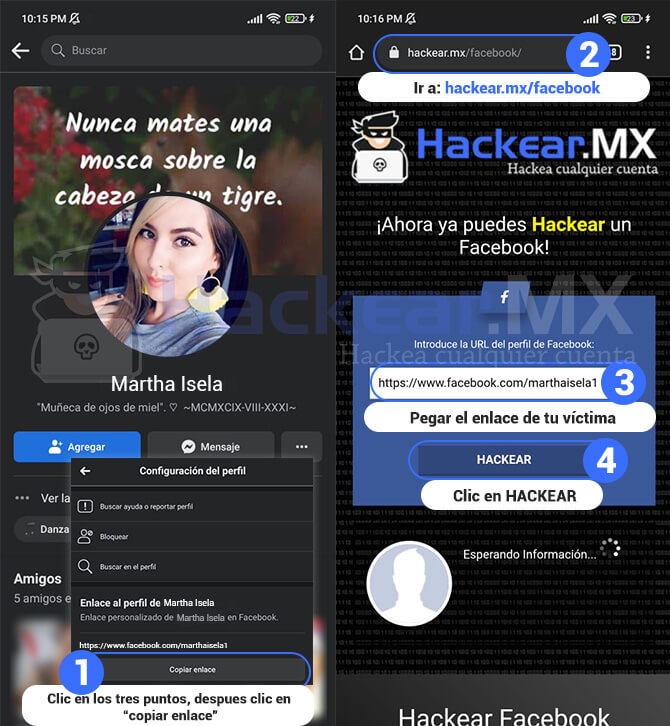 10:15 PM
22
Buscar
Nunca mates una
mosca sobre la
cabeza de un tigre.
Martha Isela
"Muñeca de ojos de miel". ♡ ~MCMXCIX-VIII-XXXI~
Agregar
Mensaje
Ver la
Danza
Amigos
5 amigos e
Configuración del perfil
Buscar ayuda o reportar perfil
Bloquear
Buscar en el perfil
Enlace al perfil de Martha Isela
Enlace personalizado de Martha Isela en Facebook.
https://www.facebook.com/marthaisela1
Copiar enlace
1
Clic en los tres puntos, despues clic en
"copiar enlace"
10:16 PM
23
hackear.mx/facebook/
2
8
Ir a: hackear.mx/facebook
Hackear.MX
Hackea cualquier cuenta
¡Ahora ya puedes Hackear un
Facebook!
f
Introduce la URL del perfil de Facebook:
https://www.facebook.com/marthaisela1
3
Pegar el enlace de tu víctima
HACKEAR
4
Clic en HACKEAR
Esperando Información...
Hackear Facebook
Hackear.MX
Hackea cualquier cuenta